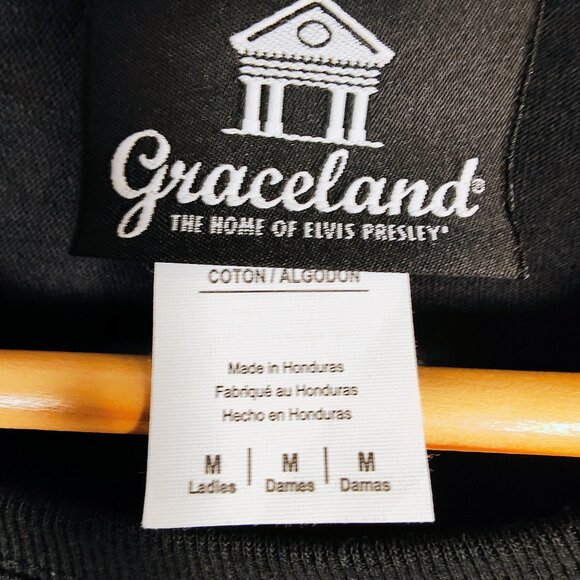 Graceland®
THE HOME OF ELVIS PRESLEY®
COTON / ALGODON
Made in Honduras
Fabriqué au Honduras
Hecho en Honduras
M | M | M
Ladies | Dames | Damas